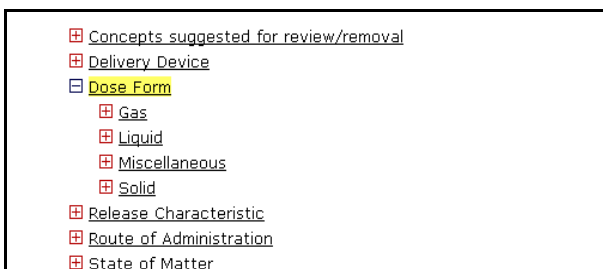 Concepts suggested for review/removal
Delivery Device
Dose Form
Gas
Liquid
Miscellaneous
Solid
Release Characteristic
Route of Administration
State of Matter